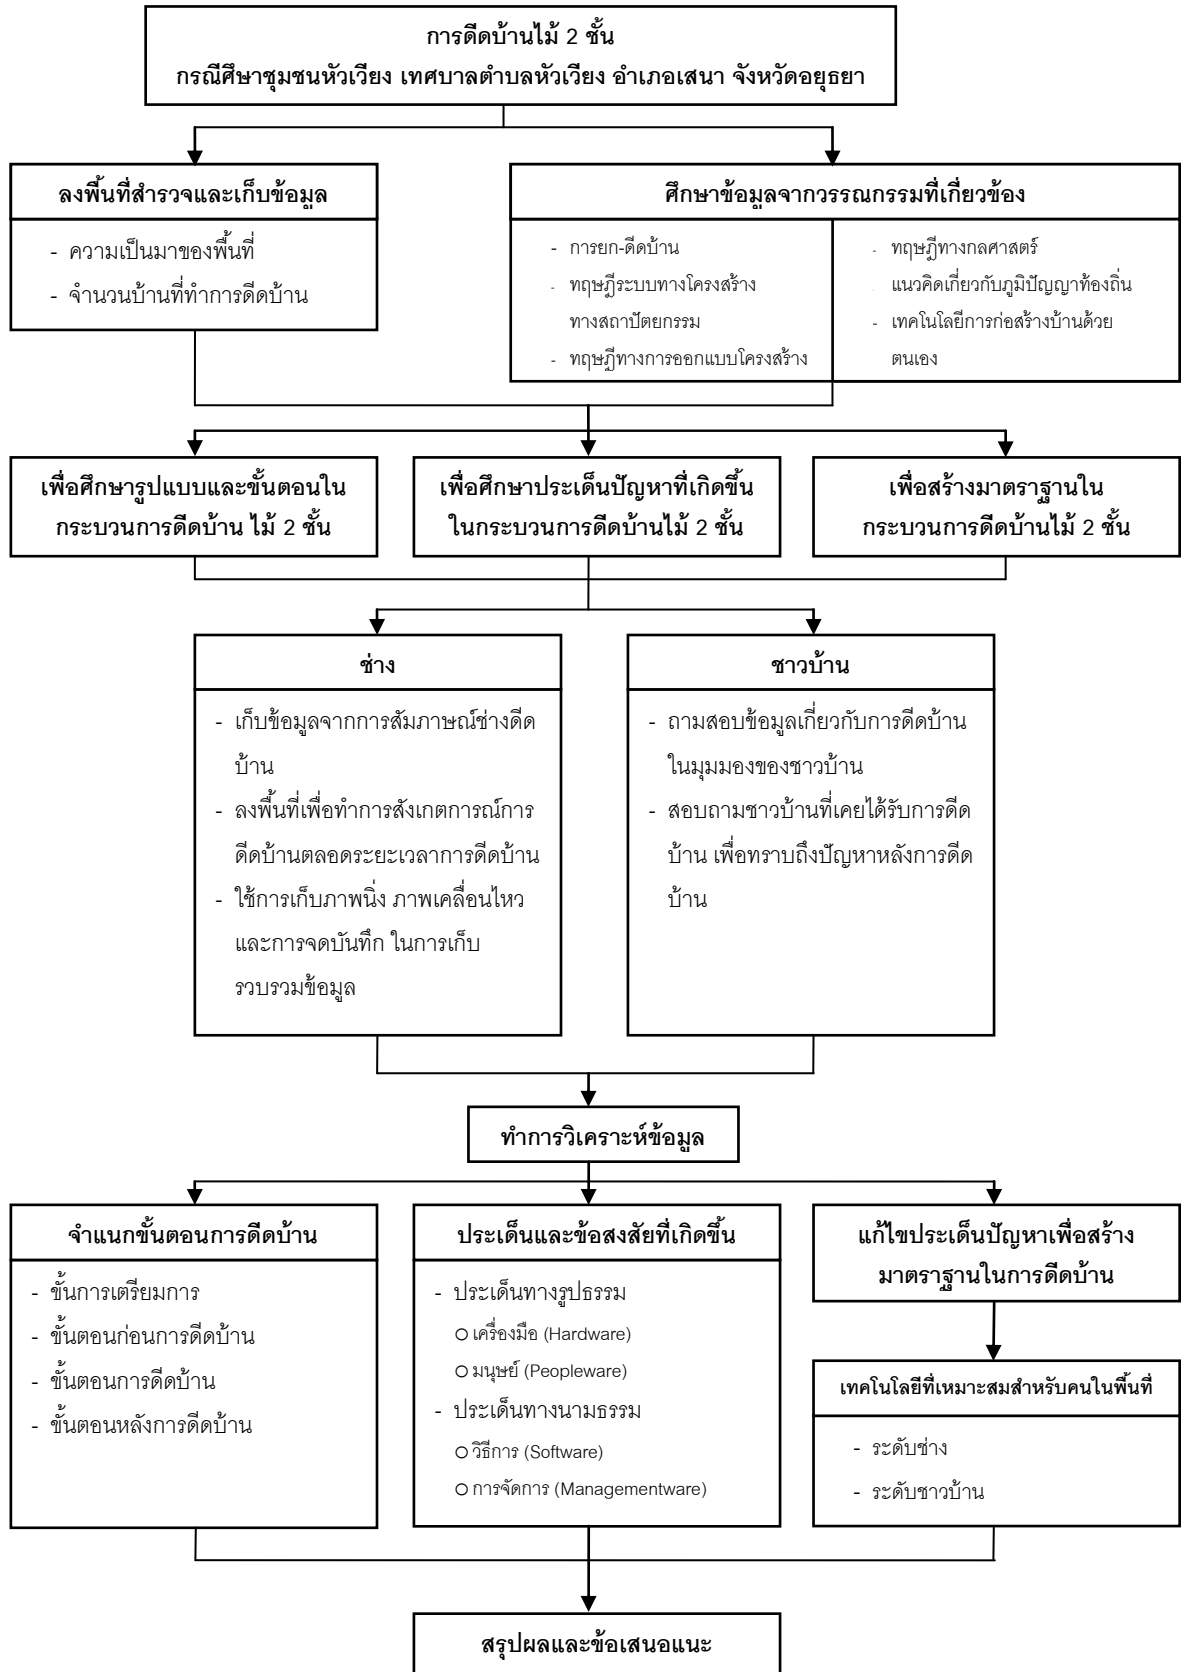 การดีดบ้านไม้ 2 ชั้น
กรณีศึกษาชุมชนหัวเวียง เทศบาลตำบลหัวเวียง อำเภอเสนา จังหวัดอยุธยา
ลงพื้นที่สำรวจและเก็บข้อมูล
- ความเป็นมาของพื้นที่
- จำนวนบ้านที่ทำการดีดบ้าน
ศึกษาข้อมูลจากวรรณกรรมที่เกี่ยวข้อง
- การยก-ดีดบ้าน
- ทฤษฎีระบบทางโครงสร้าง
ทางสถาปัตยกรรม
- ทฤษฎีทางการออกแบบโครงสร้าง
- ทฤษฎีทางกลศาสตร์
- แนวคิดเกี่ยวกับภูมิปัญญาท้องถิ่น
- เทคโนโลยีการก่อสร้างบ้านด้วย
ตนเอง
เพื่อศึกษารูปแบบและขั้นตอนใน
กระบวนการดีดบ้าน ไม้ 2 ชั้น
เพื่อศึกษาประเด็นปัญหาที่เกิดขึ้น
ในกระบวนการดีดบ้านไม้ 2 ชั้น
เพื่อสร้างมาตราฐานใน
กระบวนการดีดบ้านไม้ 2 ชั้น
ช่าง
- เก็บข้อมูลจากการสัมภาษณ์ช่างดีด
บ้าน
- ลงพื้นที่เพื่อทำการสังเกตการณ์การ
ดีดบ้านตลอดระยะเวลาการดีดบ้าน
- ใช้การเก็บภาพนิ่ง ภาพเคลื่อนไหว
และการจดบันทึก ในการเก็บ
รวบรวมข้อมูล
ชาวบ้าน
- ถามสอบข้อมูลเกี่ยวกับการดีดบ้าน
ในมุมมองของชาวบ้าน
- สอบถามชาวบ้านที่เคยได้รับการดีด
บ้าน เพื่อทราบถึงปัญหาหลังการดีด
บ้าน
ทำการวิเคราะห์ข้อมูล
จำแนกขั้นตอนการดีดบ้าน
- ขั้นการเตรียมการ
- ขั้นตอนก่อนการดีดบ้าน
- ขั้นตอนการดีดบ้าน
- ขั้นตอนหลังการดีดบ้าน
ประเด็นและข้อสงสัยที่เกิดขึ้น
- ประเด็นทางรูปธรรม
o เครื่องมือ (Hardware)
o มนุษย์ (Peopleware)
- ประเด็นทางนามธรรม
o วิธีการ (Software)
o การจัดการ (Managementware)
แก้ไขประเด็นปัญหาเพื่อสร้าง
มาตราฐานในการดีดบ้าน
เทคโนโลยีที่เหมาะสมสำหรับคนในพื้นที่
- ระดับช่าง
- ระดับชาวบ้าน
สรุปผลและข้อเสนอแนะ